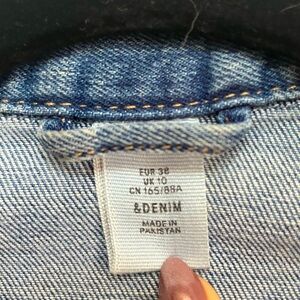 EUR 38
UK 10
CN 165/88A
&DENIM
MADE IN
PAKISTAN